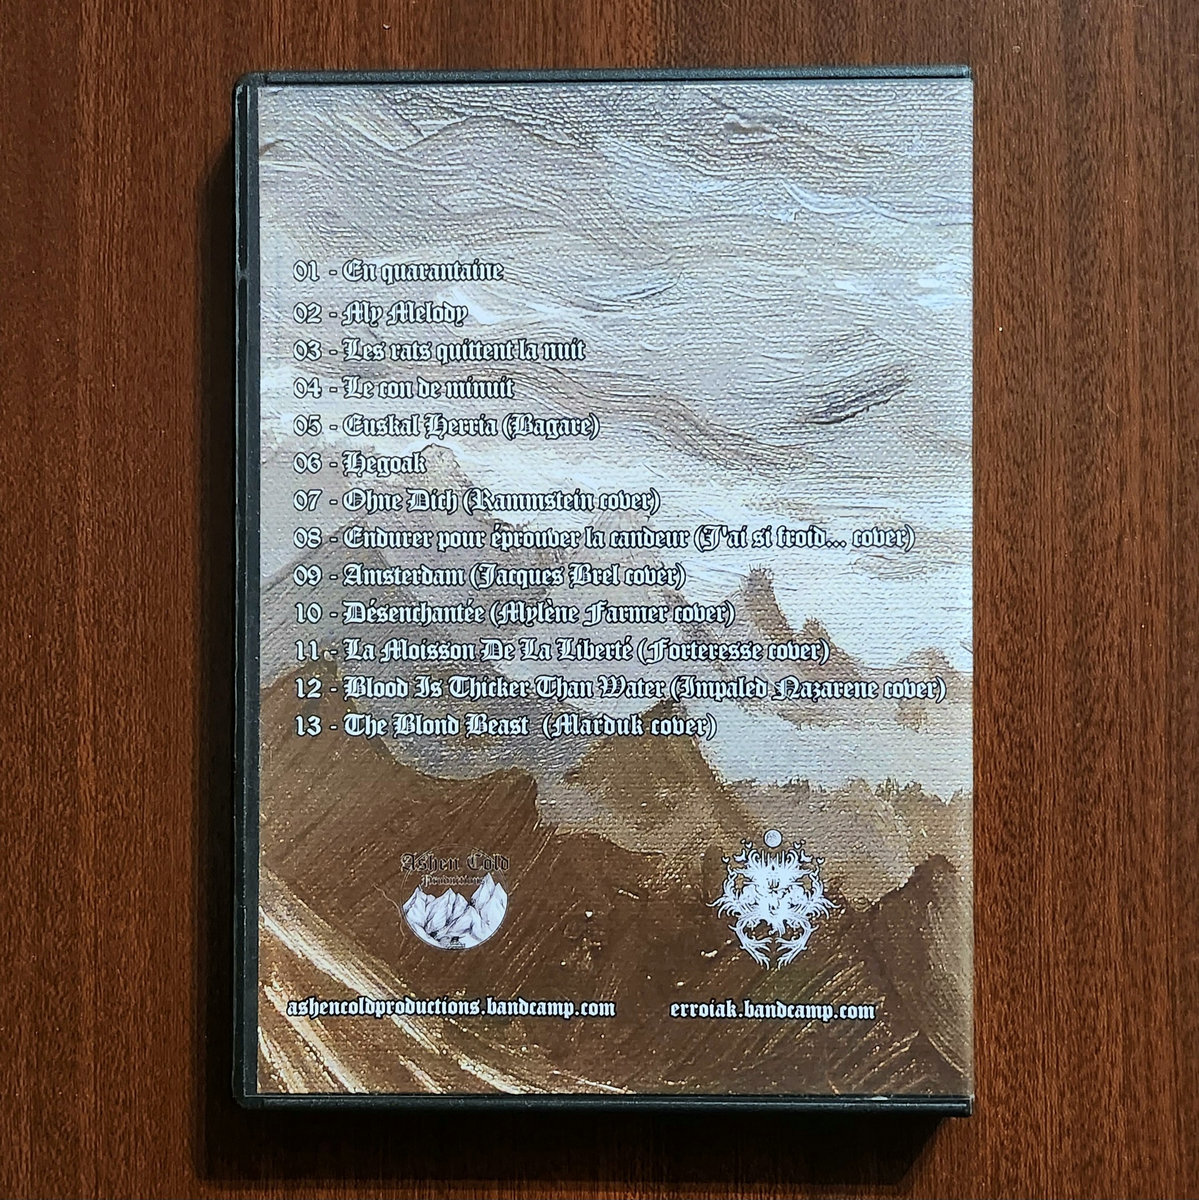 01 - En quarantaine
02 - My Melody
03 - Les rats quittent la nuit
04 - Le con de minuit
05 - Euskal Herria (Bagare)
06 - Hegoak
07 - Ohne Dich (Rammstein cover)
08 - Endurer pour éprouver la candeur (J'ai si froid... cover)
09 - Amsterdam (Jacques Brel cover)
10 - Désenchantée (Mylène Farmer cover)
11 - La Moisson De La Liberté (Forteresse cover)
12 - Blood Is Thicker Than Water (Impaled Nazarene cover)
13 - The Blond Beast (Marduk cover)
Ashen Cold
Productions
ashencoldproductions.bandcamp.com
erroiak.bandcamp.com